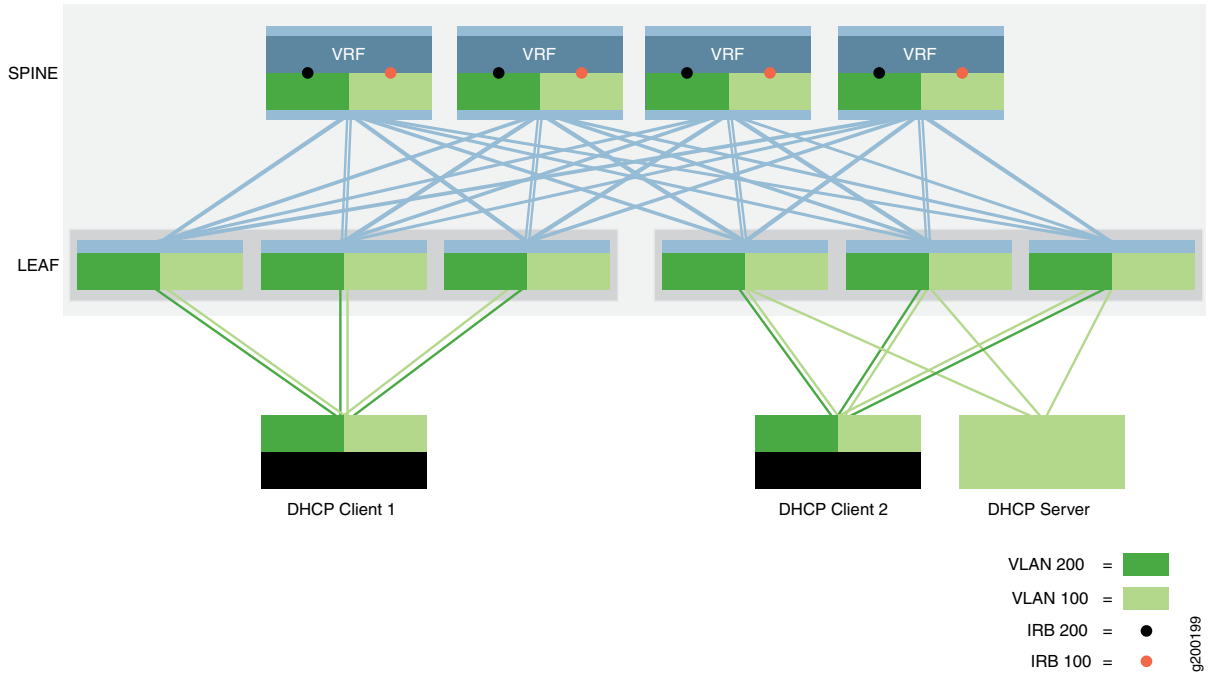 VRF VRF VRF VRF
SPINE
LEAF
DHCP Client 1 DHCP Client 2 DHCP Server
VLAN 200 =
VLAN 100 =
IRB 200 =
IRB 100 =
g200199